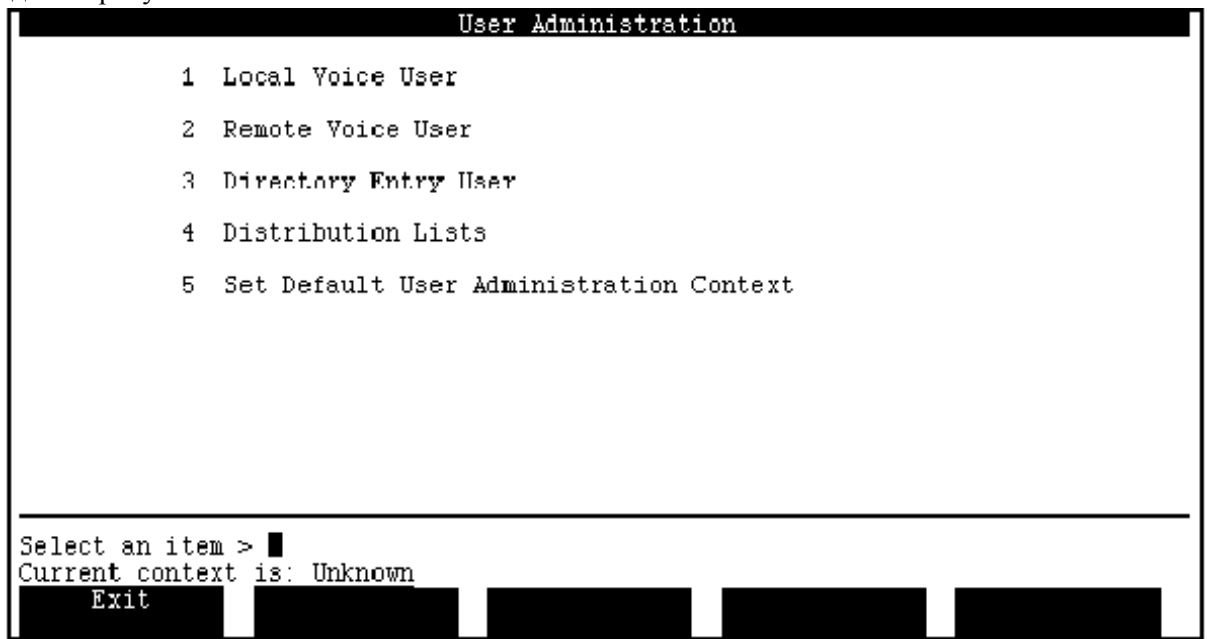 User Administration
1 Local Voice User
2 Remote Voice User
3 Directory Entry User
4 Distribution Lists
5 Set Default User Administration Context
Select an item >
Current context is: Unknown
Exit